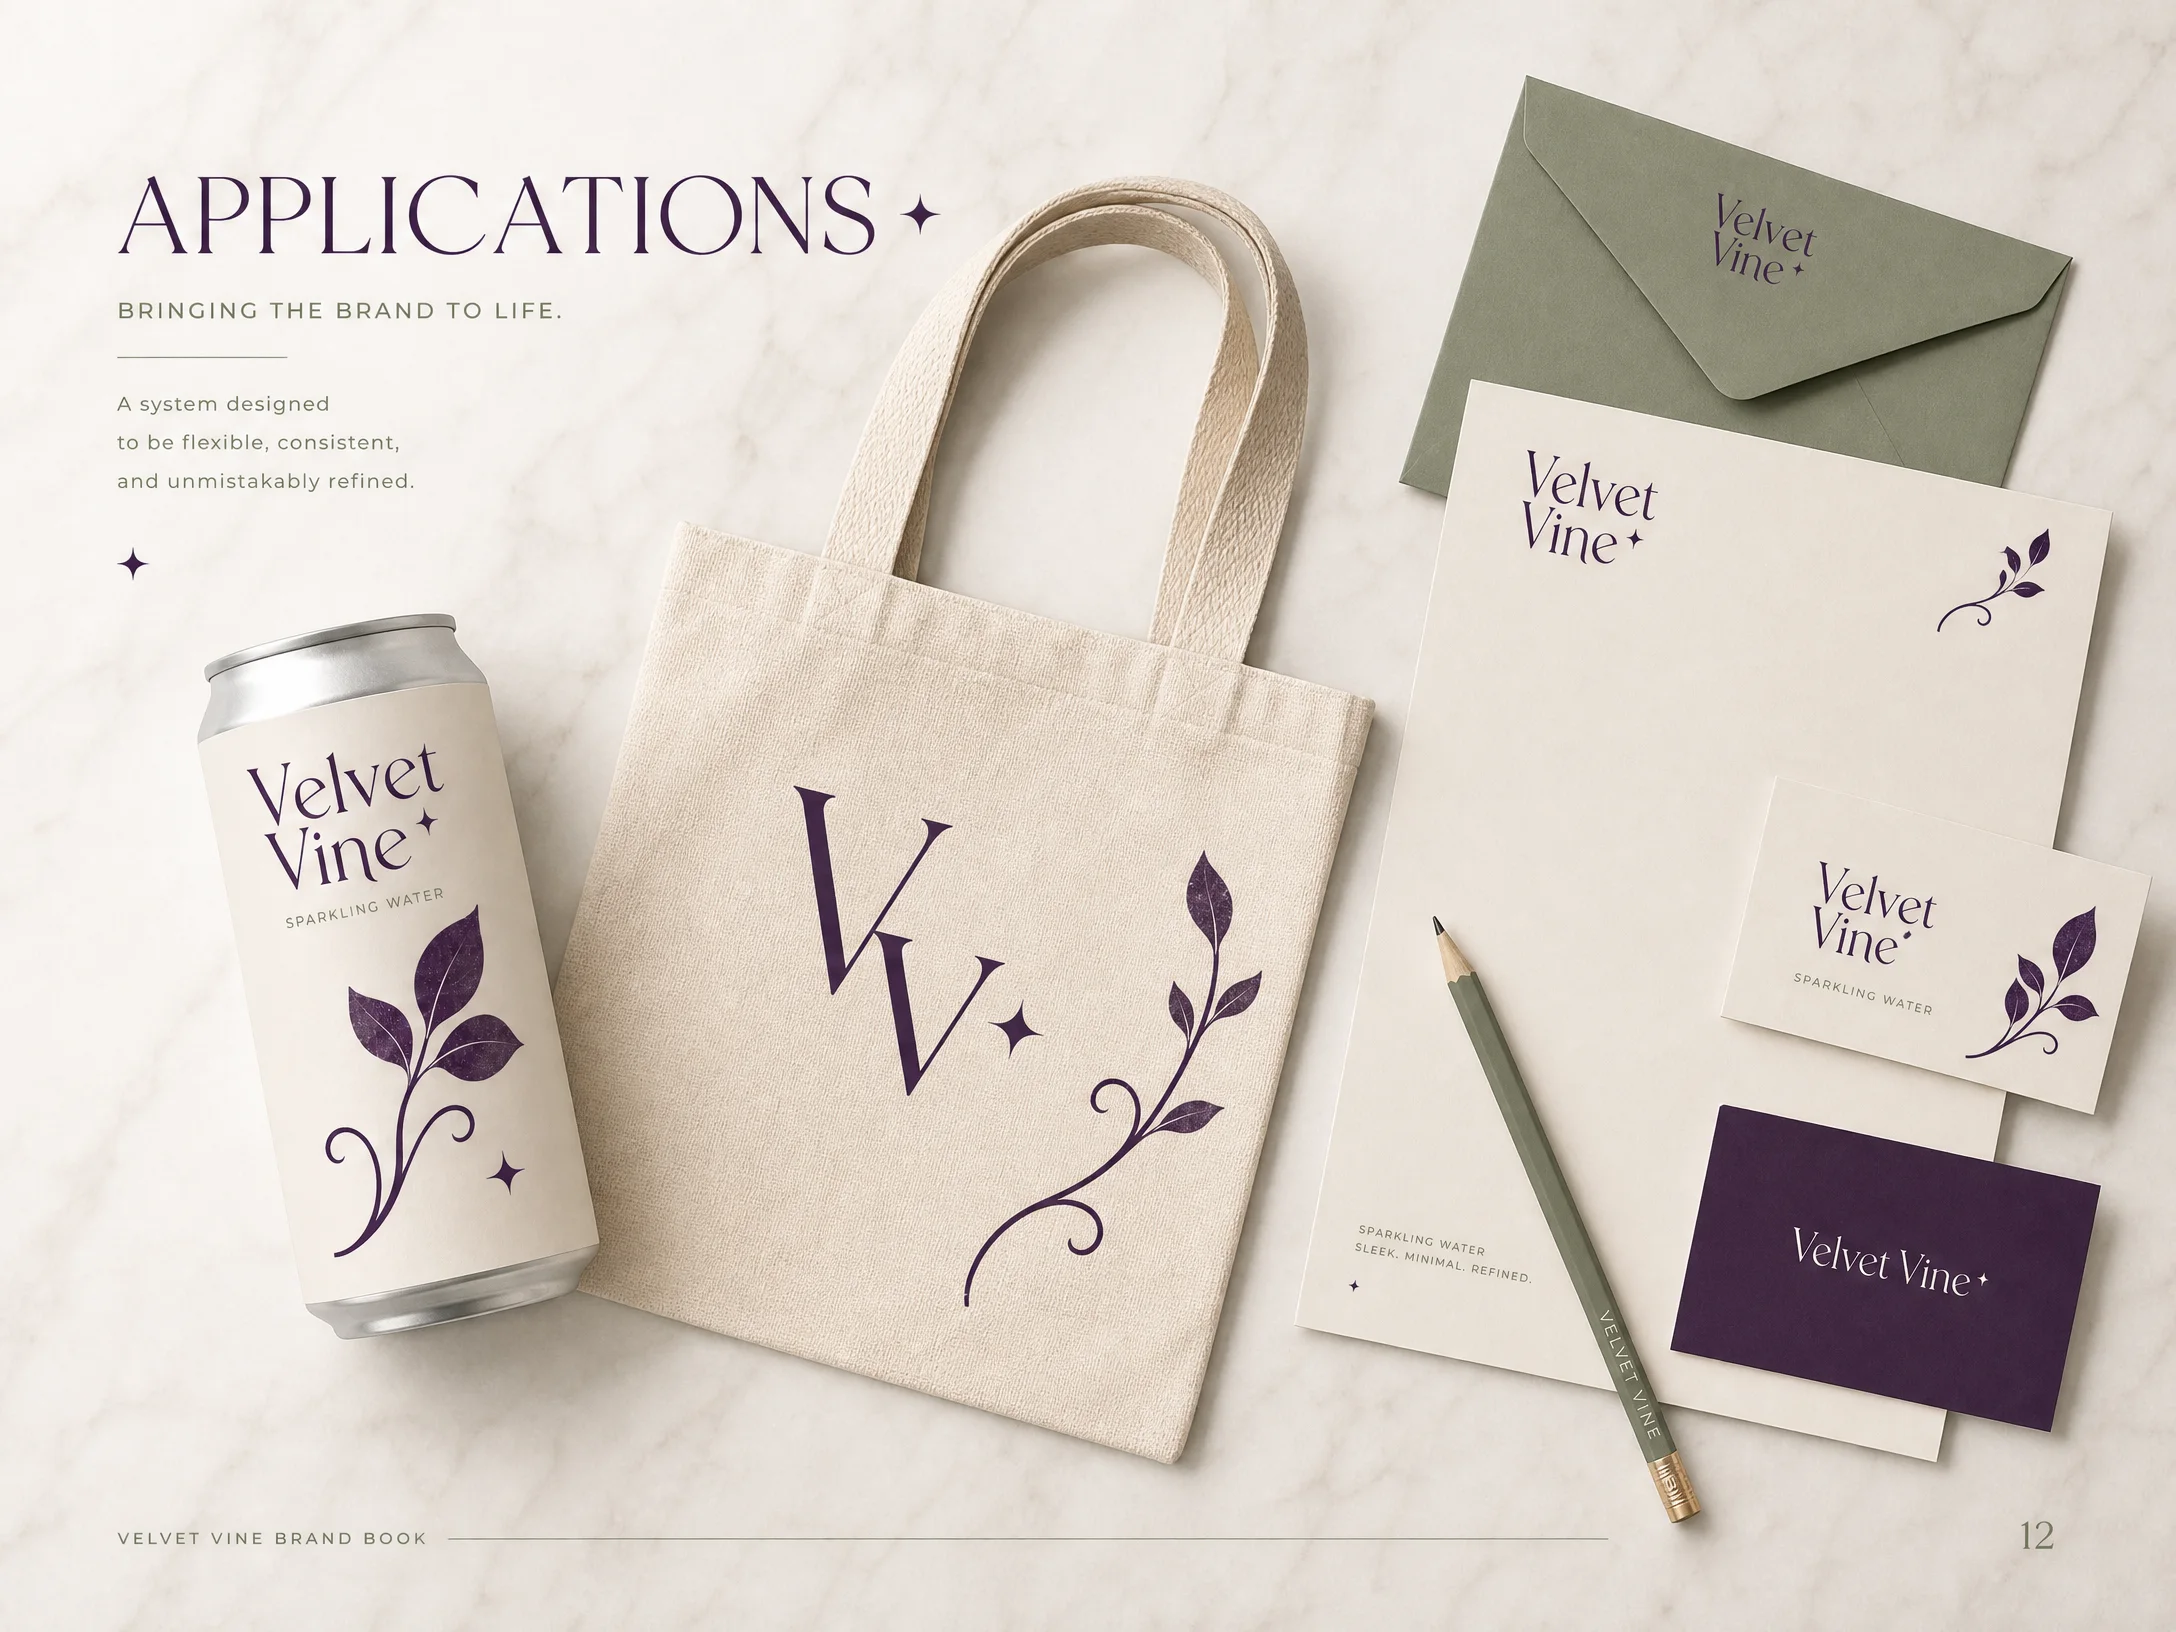 APPLICATIONS
BRINGING THE BRAND TO LIFE.
A system designed
to be flexible, consistent,
and unmistakably refined.
Velvet
Vine
SPARKLING WATER
V
V
Velvet
Vine
Velvet
Vine
SPARKLING WATER
SLEEK. MINIMAL. REFINED.
Velvet
Vine
SPARKLING WATER
Velvet Vine
VELVET VINE
VELVET VINE BRAND BOOK
12